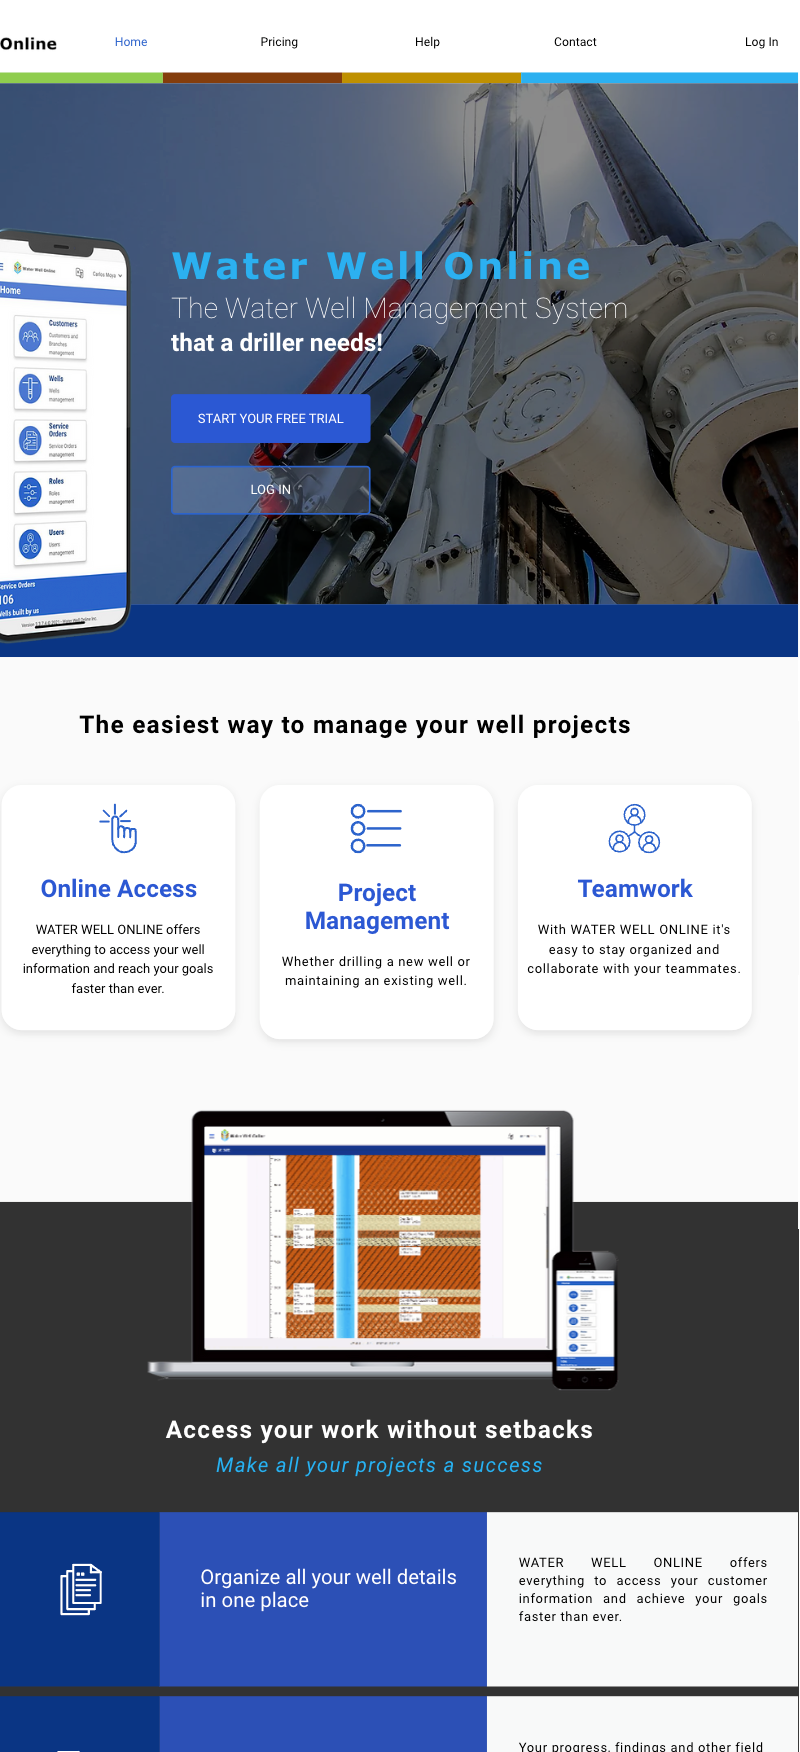 Online
Home
Pricing
Help
Contact
Log In
Water Well Online
Carlos Moya
Home
Customers
Customers and
Branches
management
Wells
Wells
management
Service
Orders
Service Orders
management
Roles
Roles
management
Users
Users
management
Service Orders
106
Wells built by us
Water Well Online
The Water Well Management System
that a driller needs!
START YOUR FREE TRIAL
LOG IN
The easiest way to manage your well projects
Online Access
WATER WELL ONLINE offers
everything to access your well
information and reach your goals
faster than ever.
Project
Management
Whether drilling a new well or
maintaining an existing well.
Teamwork
With WATER WELL ONLINE it's
easy to stay organized and
collaborate with your teammates.
Water Well Online
Access your work without setbacks
Make all your projects a success
Organize all your well details
in one place
WATER WELL ONLINE offers
everything to access your customer
information and achieve your goals
faster than ever.
Your progress, findings and other field